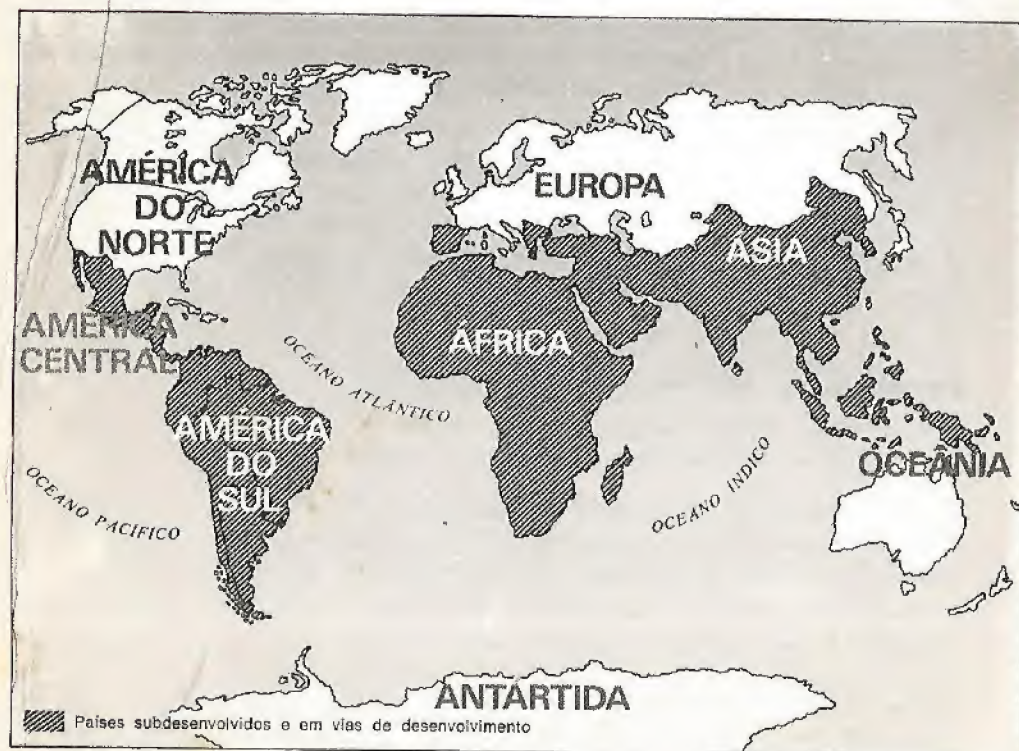 AMÉRICA
DO
NORTE
EUROPA
ÁSIA
AMÉRICA
CENTRAL
ÁFRICA
OCEANO ATLÂNTICO
AMÉRICA
DO
SUL
OCEÂNIA
OCEANO PACÍFICO
OCEANO ÍNDICO
ANTÁRTIDA
Países subdesenvolvidos e em vias de desenvolvimento